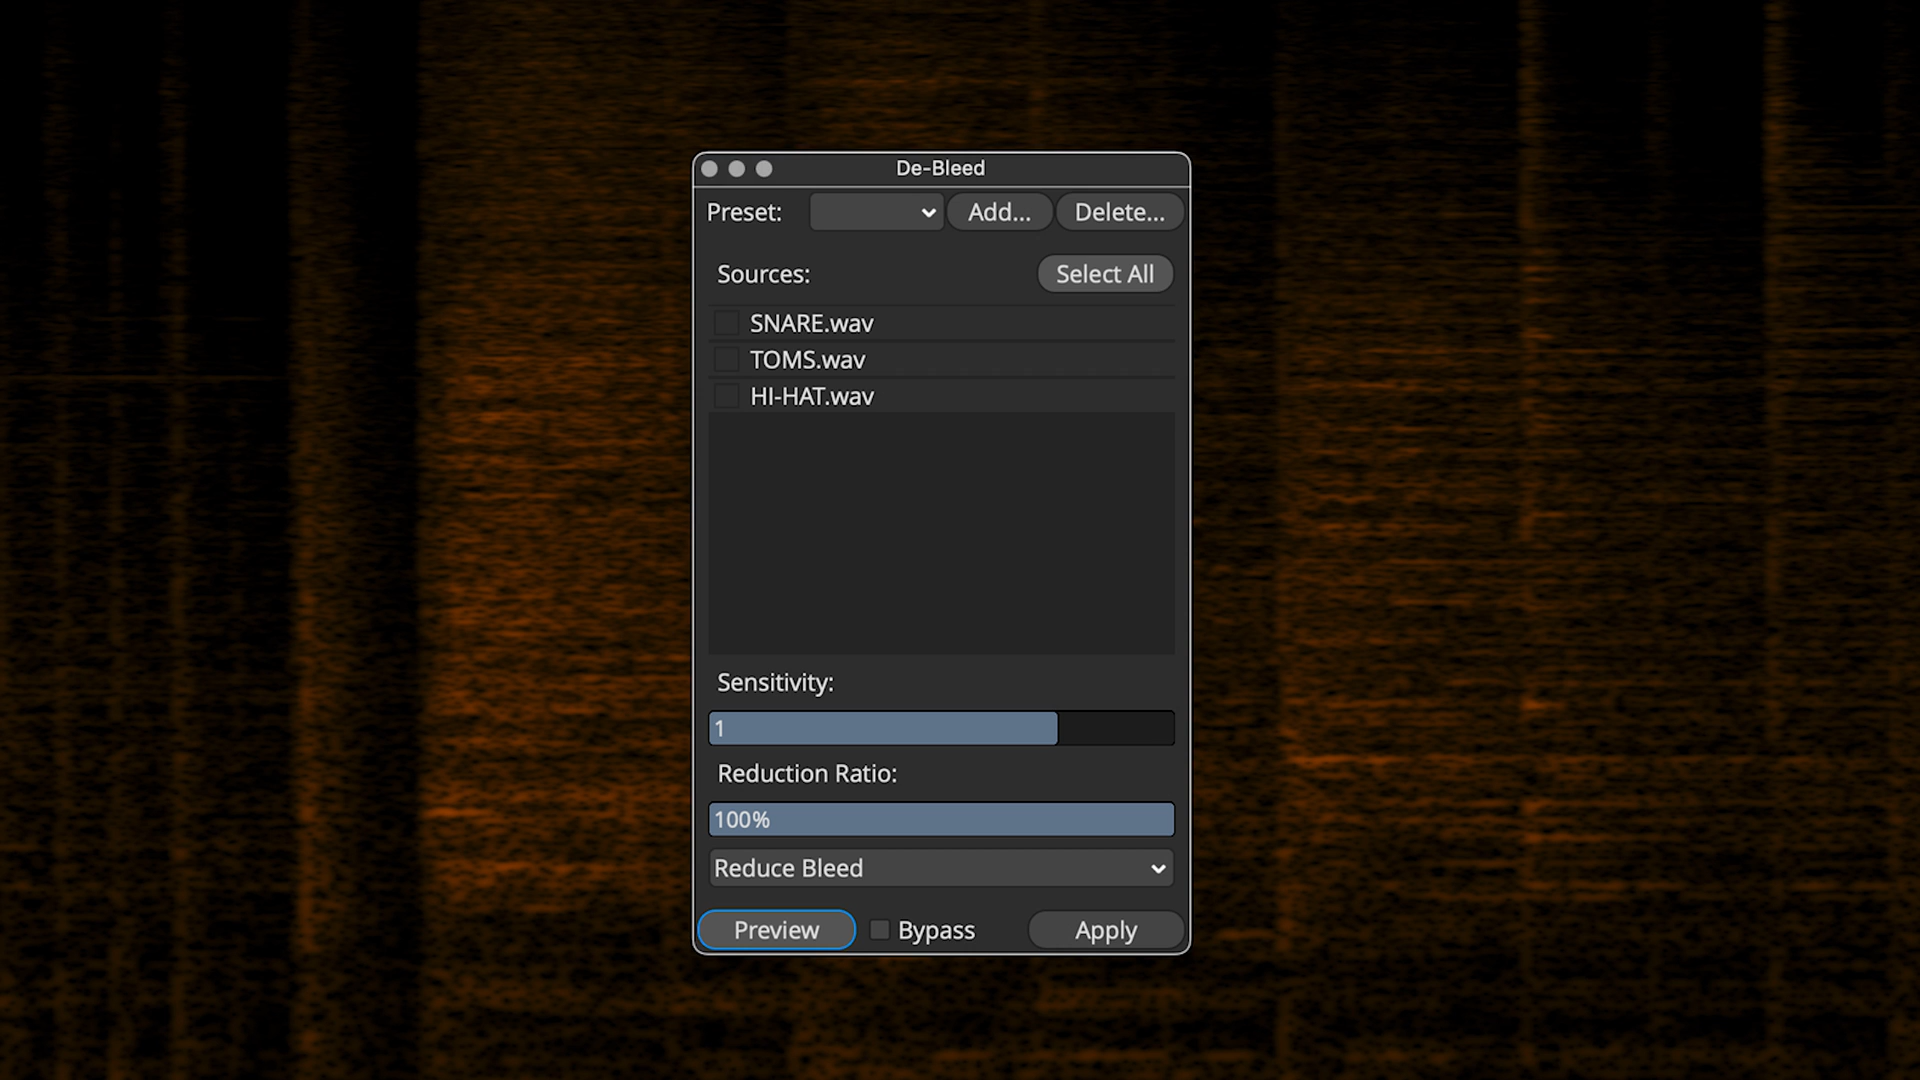 De-Bleed
Preset: Add... Delete...
Sources: Select All
SNARE.wav
TOMS.wav
HI-HAT.wav
Sensitivity:
1
Reduction Ratio:
100%
Reduce Bleed
Preview Bypass Apply